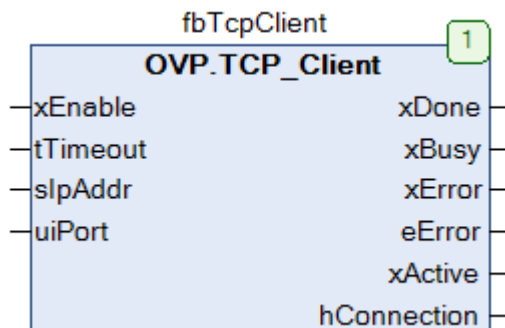 fbTcpClient
1
OVP.TCP_Client
xEnable xDone
tTimeout xBusy
sIpAddr xError
uiPort eError
xActive
hConnection